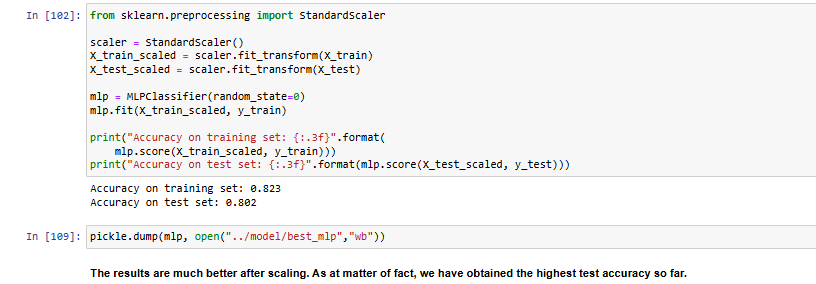 In [102]: from sklearn.preprocessing import StandardScaler
scaler = StandardScaler()
X_train_scaled = scaler.fit_transform(X_train)
X_test_scaled = scaler.fit_transform(X_test)
mlp = MLPClassifier(random_state=0)
mlp.fit(X_train_scaled, y_train)
print("Accuracy on training set: {:.3f}".format(
mlp.score(X_train_scaled, y_train)))
print("Accuracy on test set: {:.3f}".format(mlp.score(X_test_scaled, y_test)))
Accuracy on training set: 0.823
Accuracy on test set: 0.802
In [109]: pickle.dump(mlp, open("../model/best_mlp","wb"))
The results are much better after scaling. As at matter of fact, we have obtained the highest test accuracy so far.